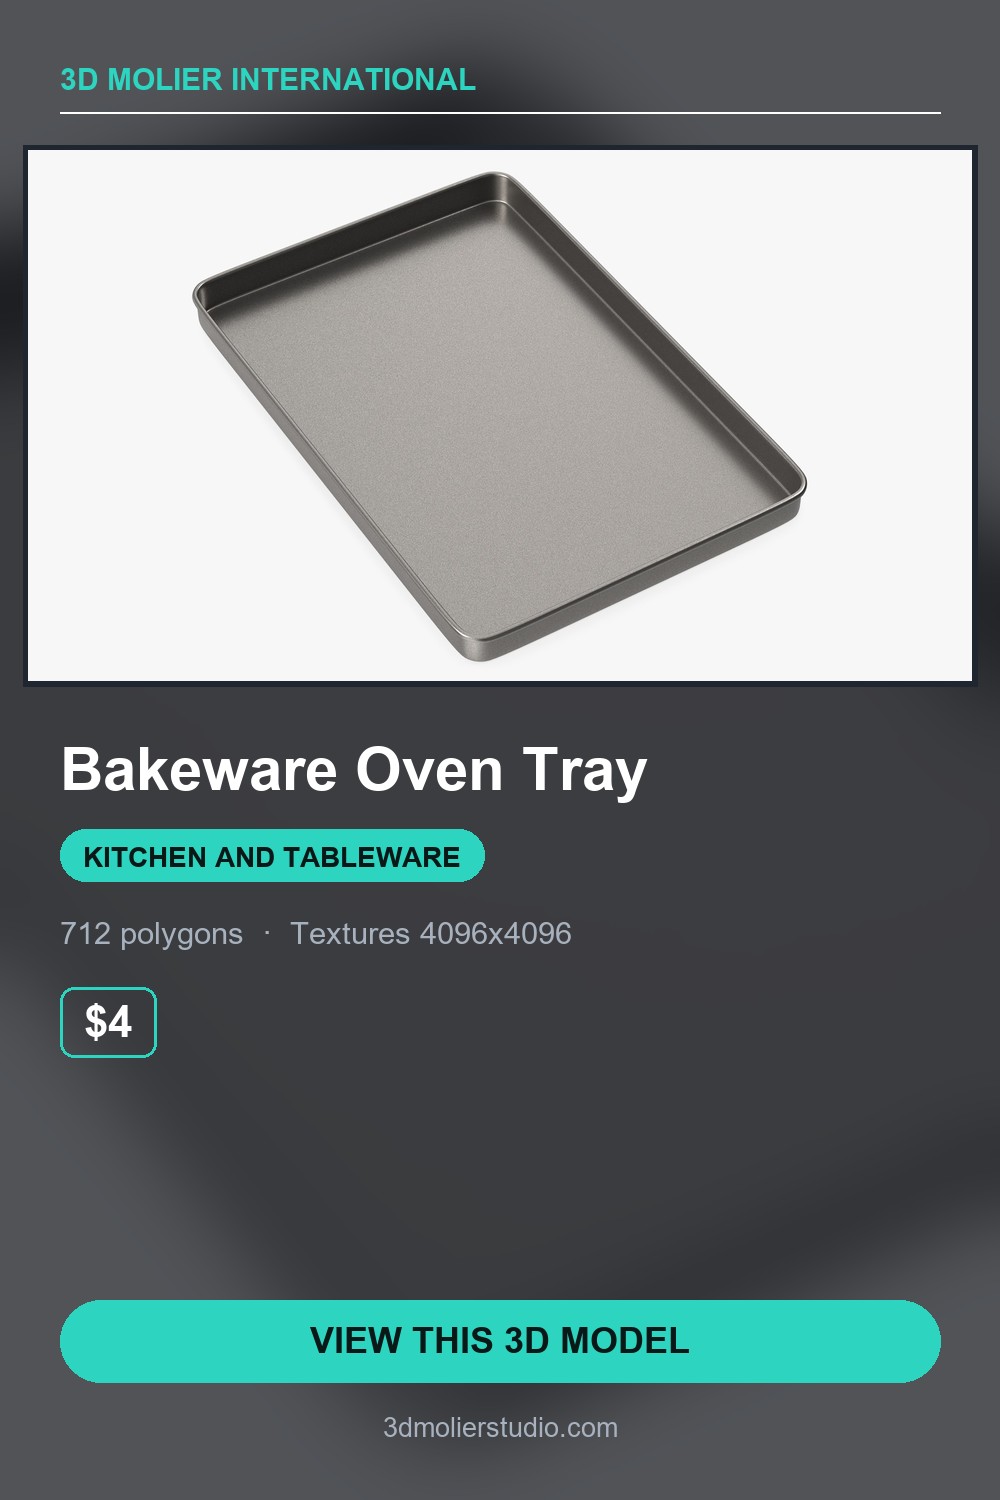 3D MOLIER INTERNATIONAL
Bakeware Oven Tray
KITCHEN AND TABLEWARE
712 polygons · Textures 4096x4096
$4
VIEW THIS 3D MODEL
3dmolierstudio.com